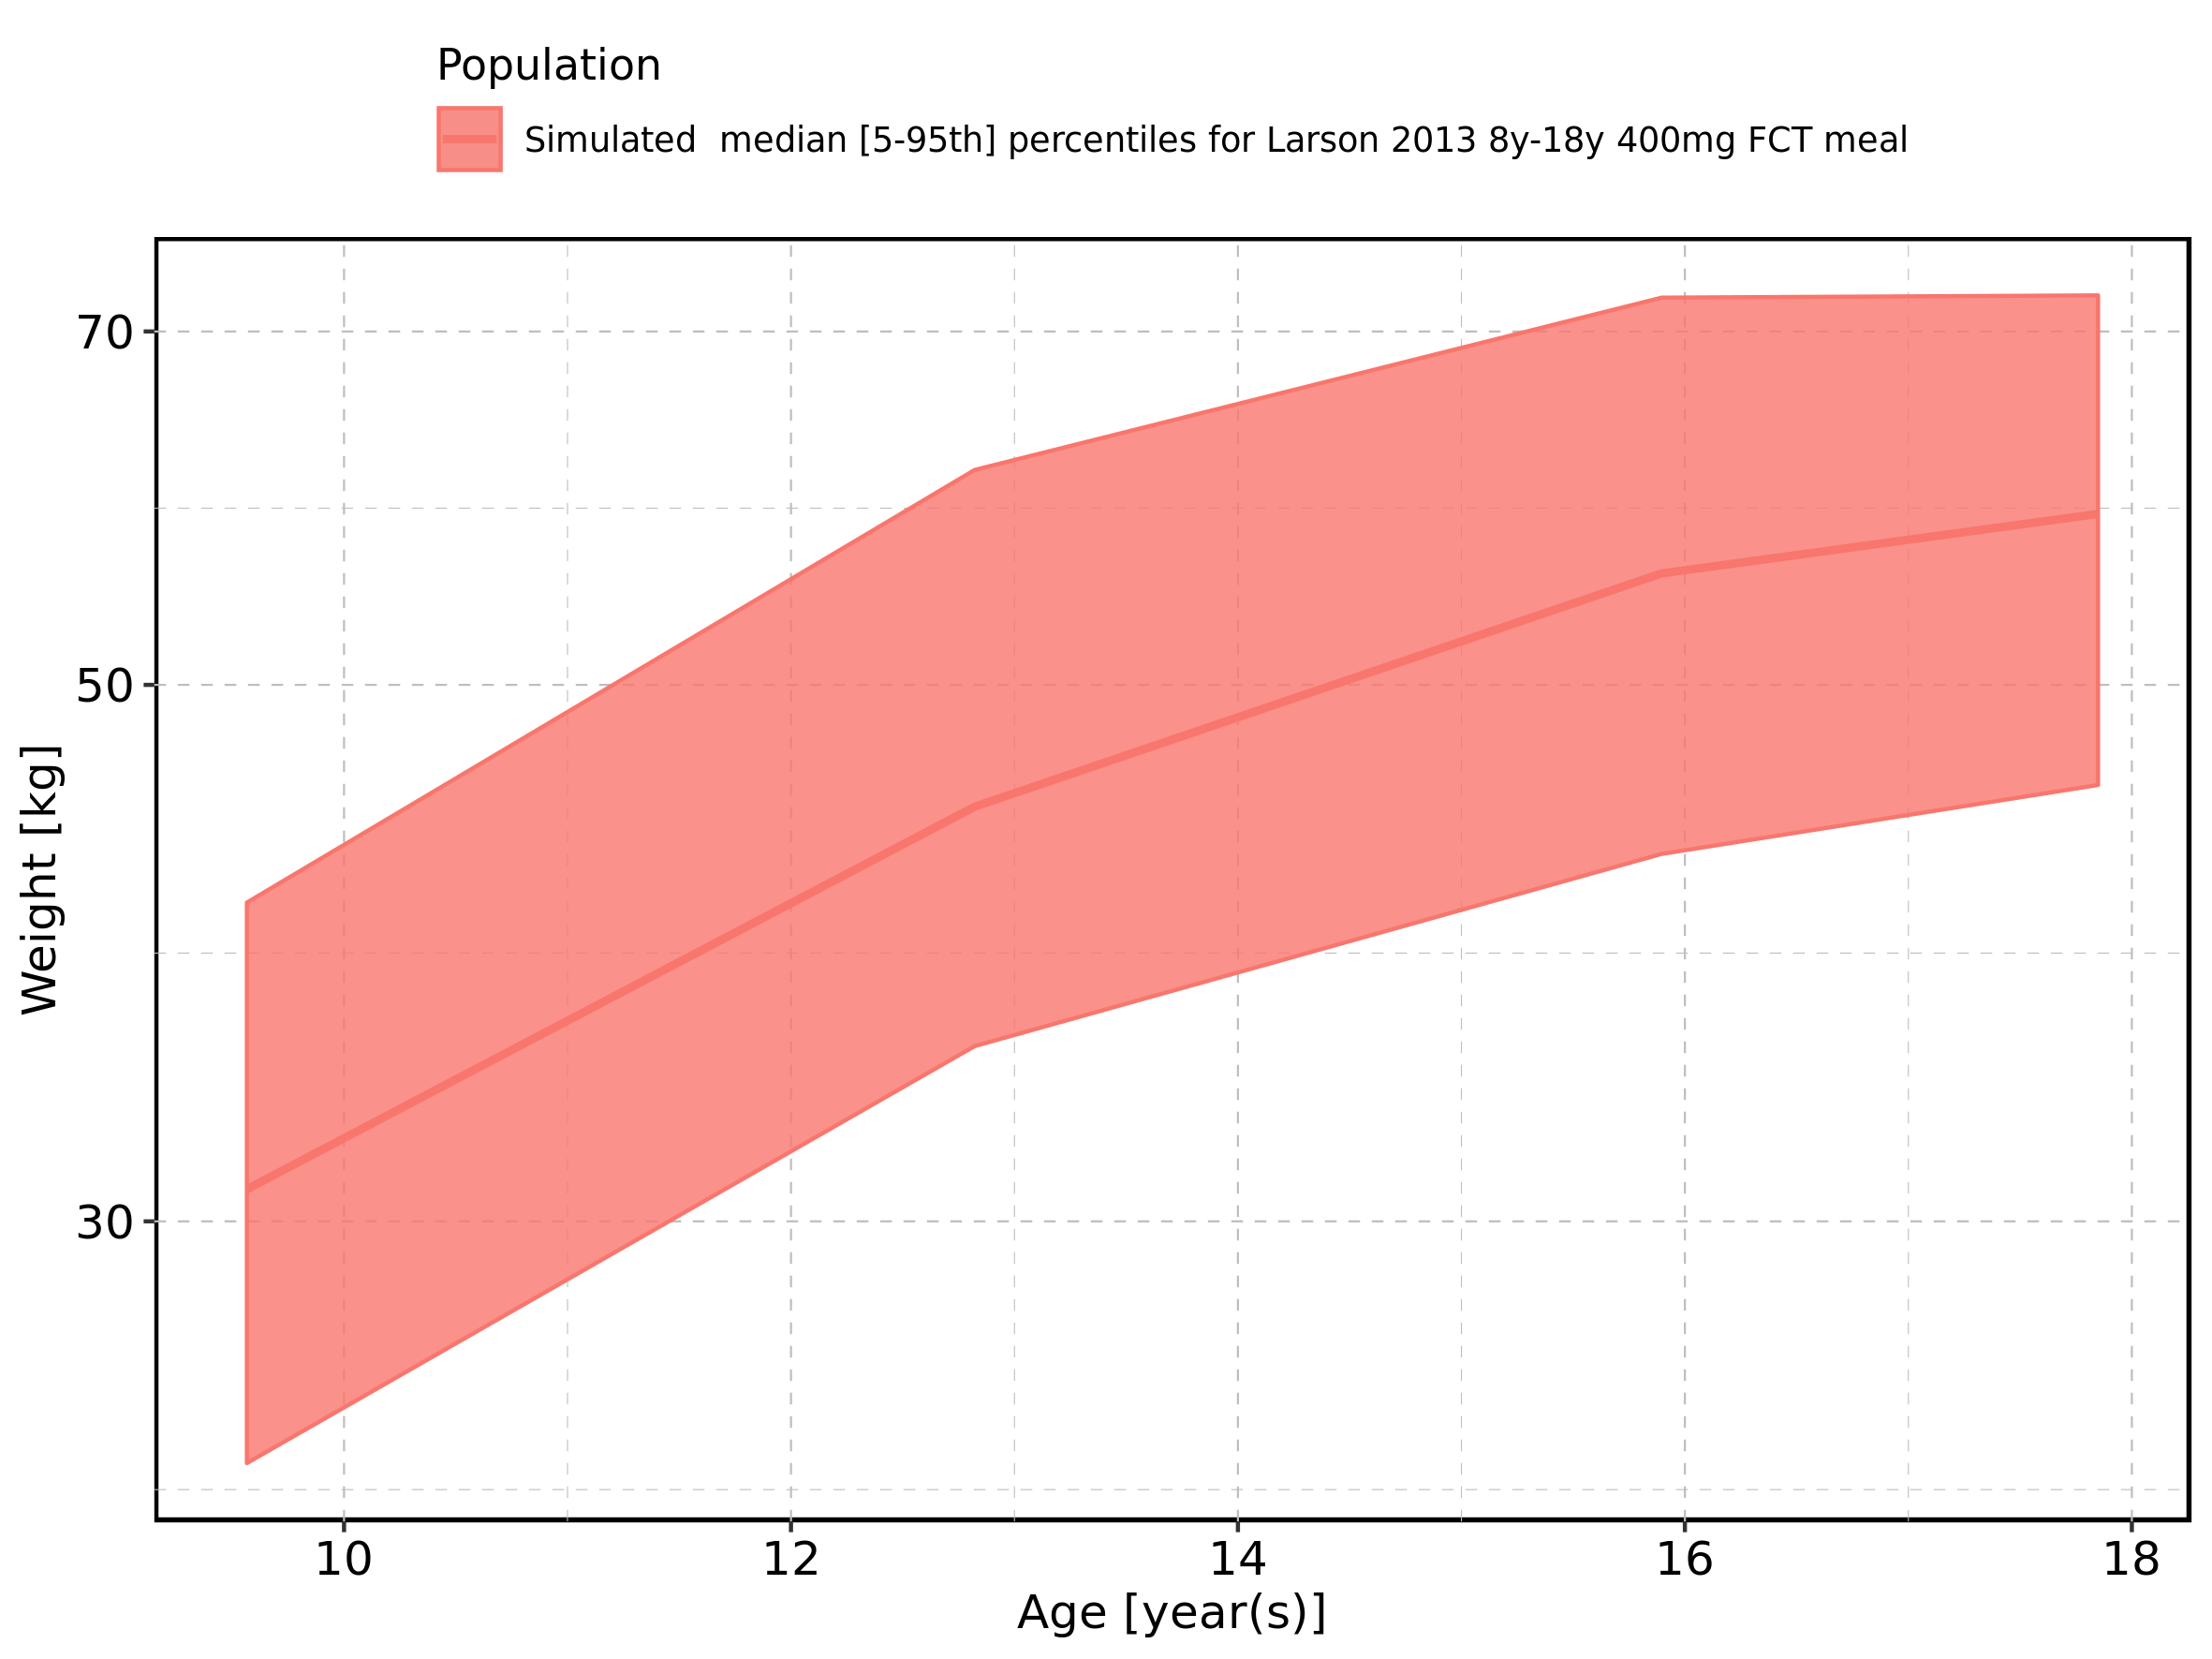 Population
Simulated  median [5-95th] percentiles for Larson 2013 8y-18y 400mg FCT meal
70
50
30
Weight [kg]
10 12 14 16 18
Age [year(s)]